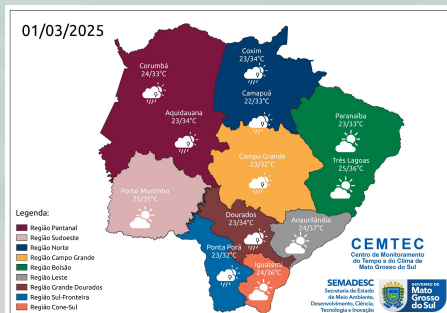 01/03/2025
Corumbá
24/33°C
Coxim
23/34°C
Camapuã
22/33°C
Aquidauana
23/34°C
Paranaíba
23/33°C
Três Lagoas
25/36°C
Campo Grande
23/32°C
Porto Murtinho
25/35°C
Dourados
23/34°C
Anaurilândia
24/37°C
Ponta Porã
23/32°C
Iguatemi
24/36°C
Legenda:
Região Pantanal
Região Sudoeste
Região Norte
Região Campo Grande
Região Bolsão
Região Leste
Região Grande Dourados
Região Sul-Fronteira
Região Cone-Sul
CEMTEC
Centro de Monitoramento
do Tempo e do Clima de
Mato Grosso do Sul
SEMADESC
Secretaria de Estado
de Meio Ambiente,
Desenvolvimento, Ciência,
Tecnologia e Inovação
GOVERNO DE
Mato
Grosso
do Sul